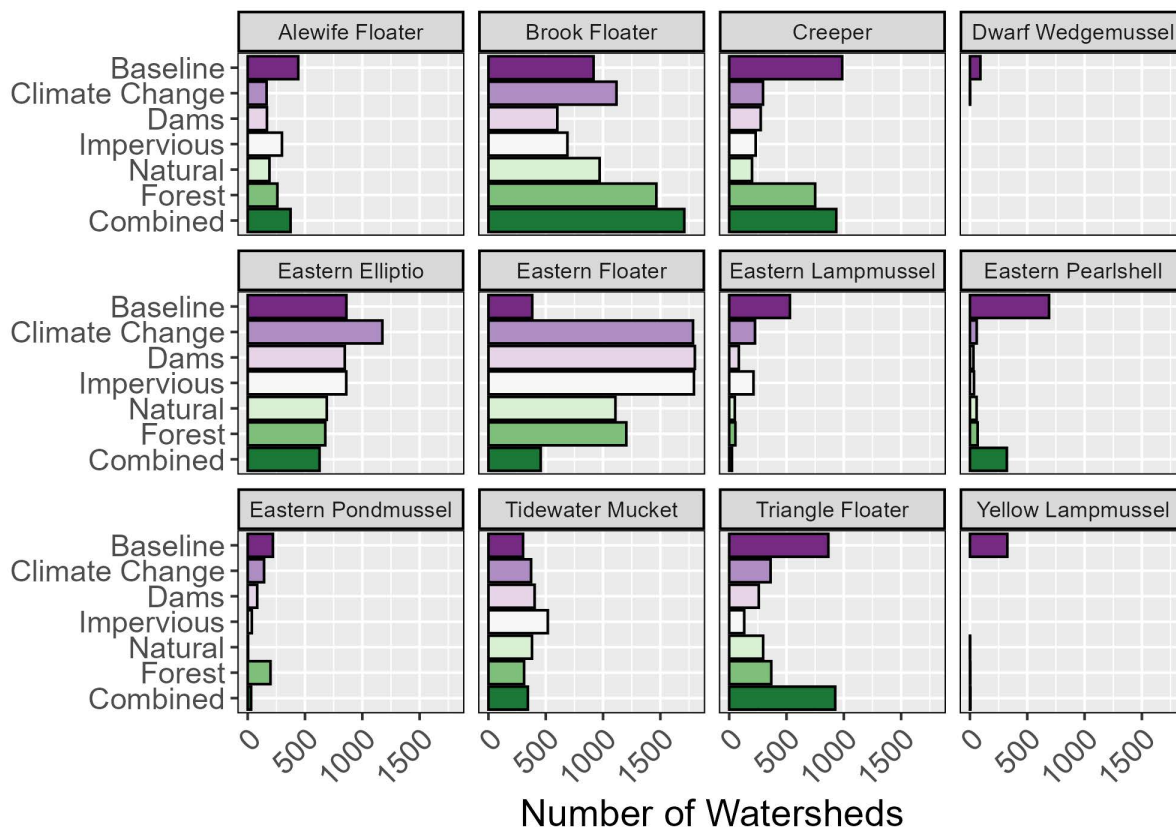 Alewife Floater Brook Floater Creeper Dwarf Wedgemussel
Baseline
Climate Change
Dams
Impervious
Natural
Forest
Combined
Eastern Elliptio Eastern Floater Eastern Lampmussel Eastern Pearlshell
Baseline
Climate Change
Dams
Impervious
Natural
Forest
Combined
Eastern Pondmussel Tidewater Mucket Triangle Floater Yellow Lampmussel
Baseline
Climate Change
Dams
Impervious
Natural
Forest
Combined
0 500 1000 1500 0 500 1000 1500 0 500 1000 1500 0 500 1000 1500
Number of Watersheds